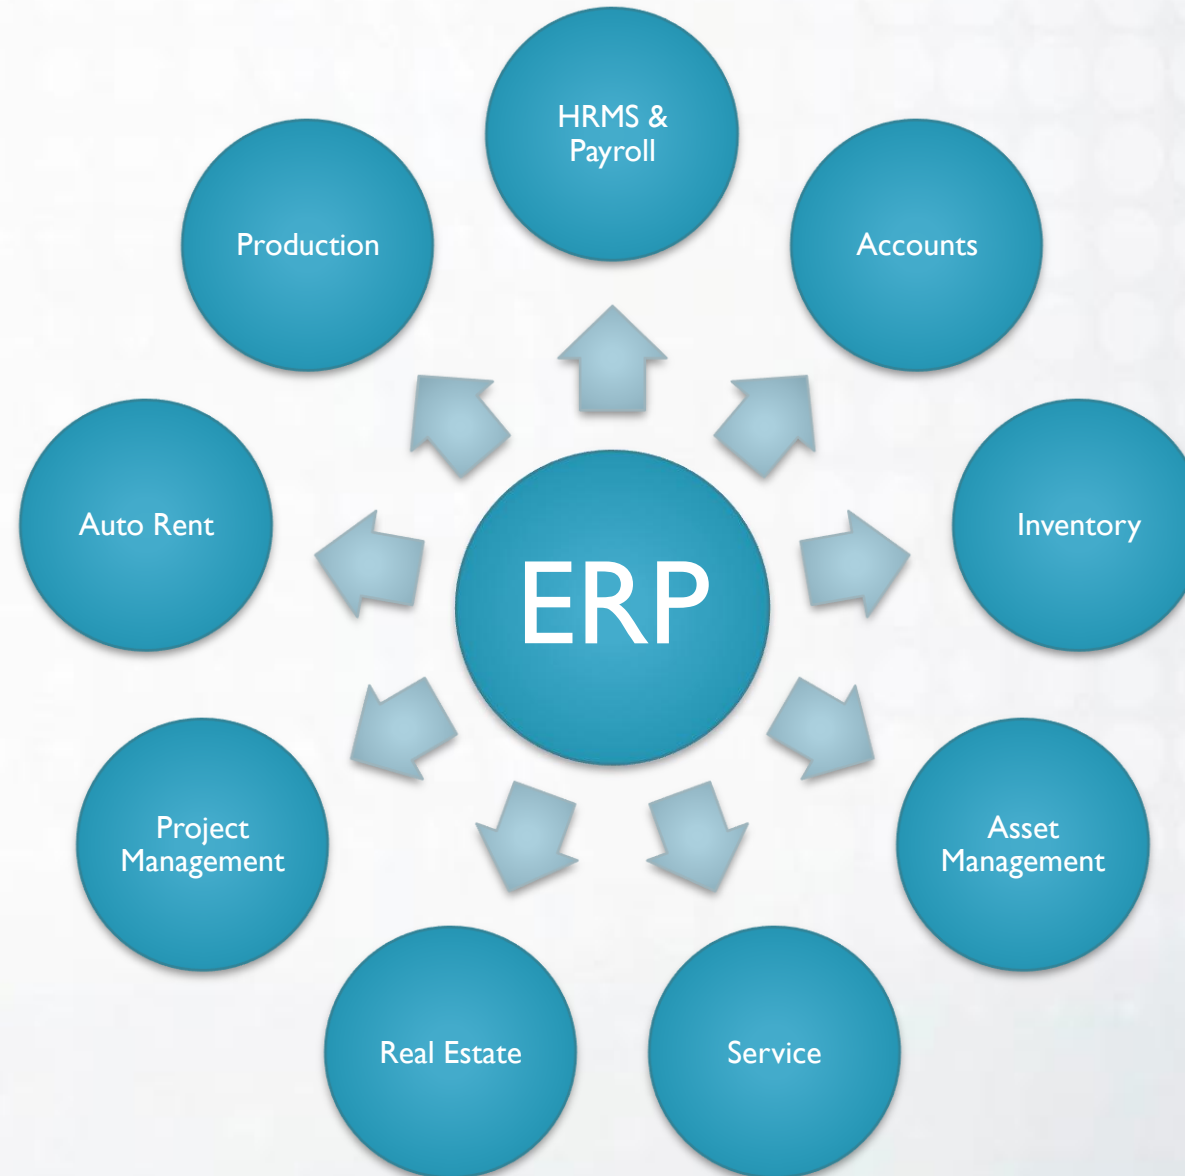 HRMS &
Payroll
Production
Accounts
Auto Rent
Inventory
ERP
Project
Management
Asset
Management
Real Estate
Service